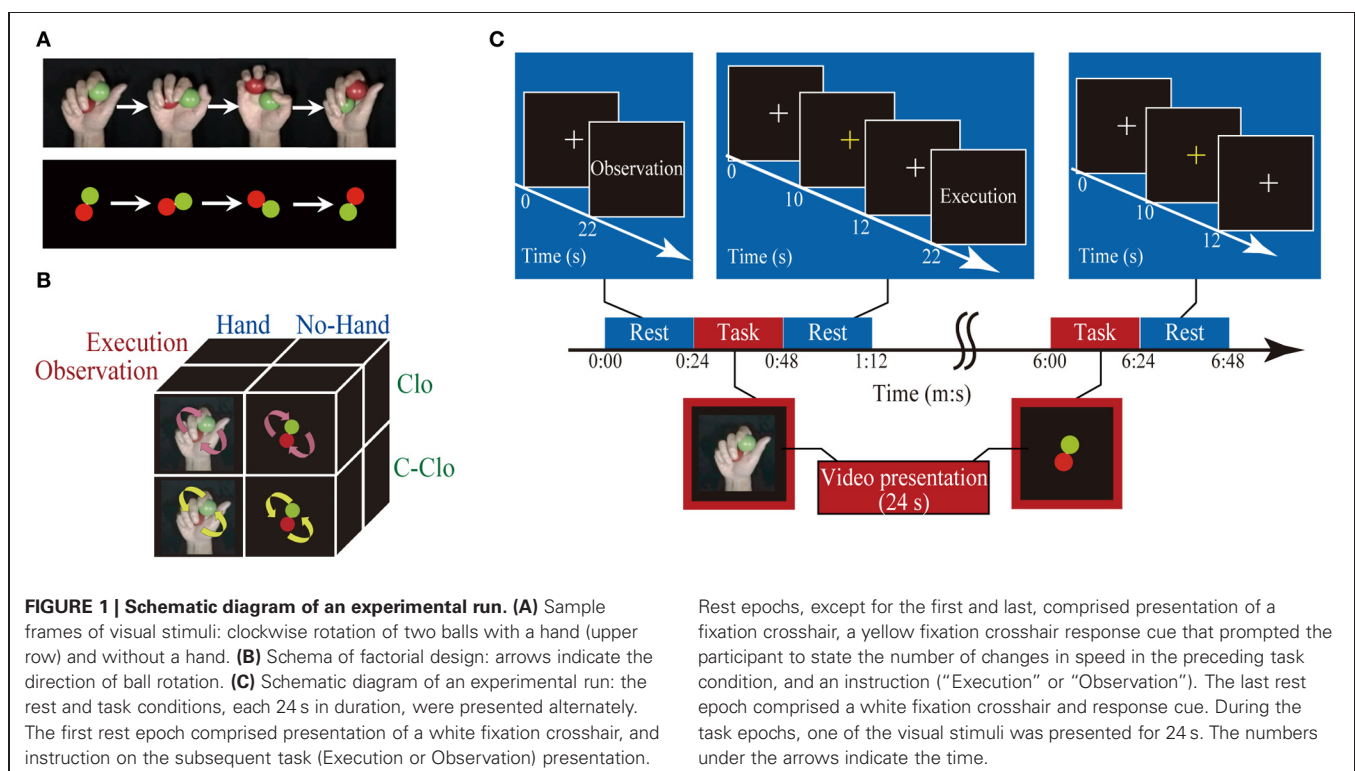 A
B
Hand No-Hand
Execution
Observation
Clo
C-Clo
C
Observation
0
22
Time (s)
Execution
0
10
12
22
Time (s)
0
10
12
Time (s)
Rest Task Rest Task Rest
0:00 0:24 0:48 1:12 6:00 6:24 6:48
Time (m:s)
Video presentation
(24 s)
FIGURE 1 | Schematic diagram of an experimental run. (A) Sample
frames of visual stimuli: clockwise rotation of two balls with a hand (upper
row) and without a hand. (B) Schema of factorial design: arrows indicate the
direction of ball rotation. (C) Schematic diagram of an experimental run: the
rest and task conditions, each 24 s in duration, were presented alternately.
The first rest epoch comprised presentation of a white fixation crosshair, and
instruction on the subsequent task (Execution or Observation) presentation.
Rest epochs, except for the first and last, comprised presentation of a
fixation crosshair, a yellow fixation crosshair response cue that prompted the
participant to state the number of changes in speed in the preceding task
condition, and an instruction (“Execution” or “Observation”). The last rest
epoch comprised a white fixation crosshair and response cue. During the
task epochs, one of the visual stimuli was presented for 24 s. The numbers
under the arrows indicate the time.